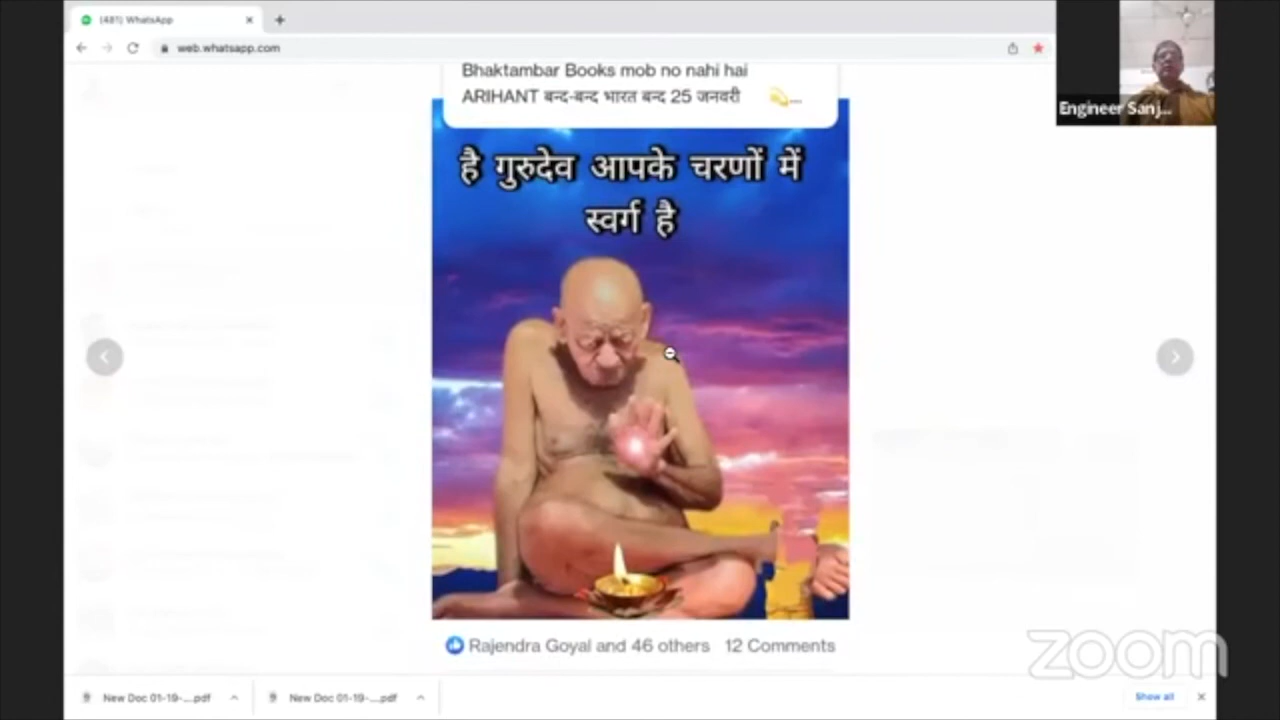 (481) WhatsApp
web.whatsapp.com
Engineer Sanj...
Bhaktambar Books mob no nahi hai
ARIHANT बन्द-बन्द भारत बन्द 25 जनवरी 💫...
है गुरुदेव आपके चरणों में
स्वर्ग है
Rajendra Goyal and 46 others 12 Comments
zoom
New Doc 01-19-....pdf
New Doc 01-19-....pdf
Show all